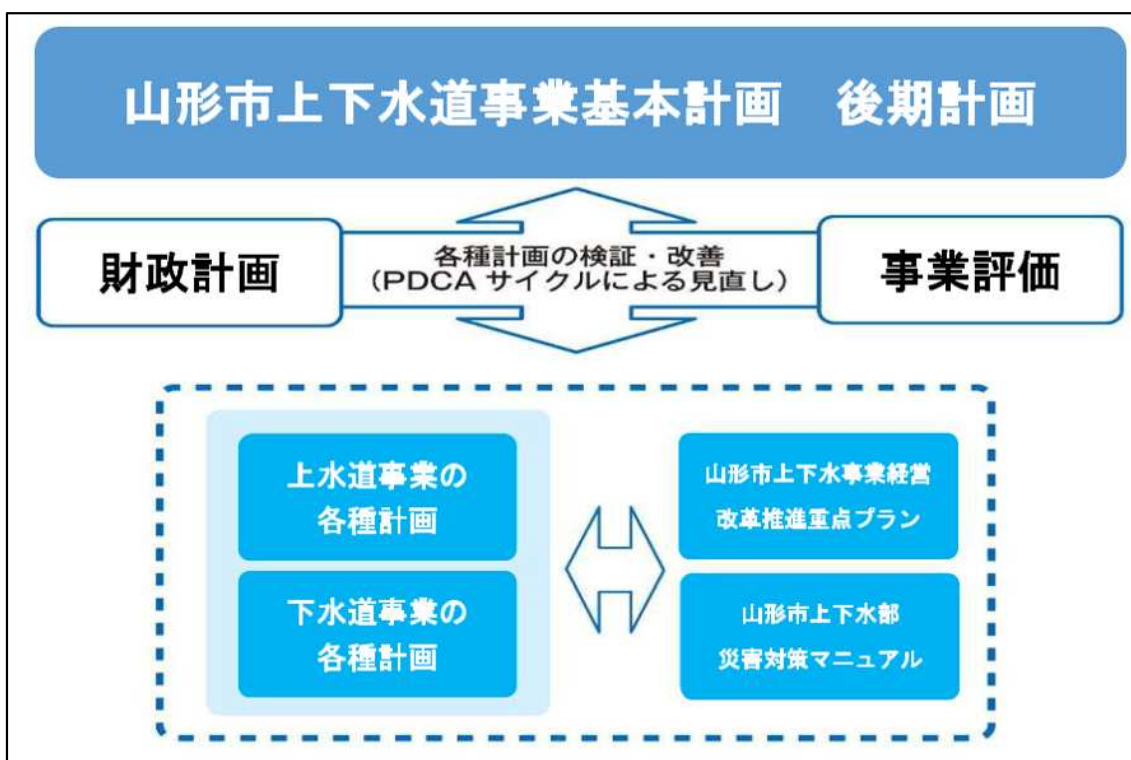 山形市上下水道事業基本計画　後期計画
財政計画
各種計画の検証・改善
（PDCA サイクルによる見直し）
事業評価
上水道事業の
各種計画
下水道事業の
各種計画
山形市上下水事業経営
改革推進重点プラン
山形市上下水部
災害対策マニュアル